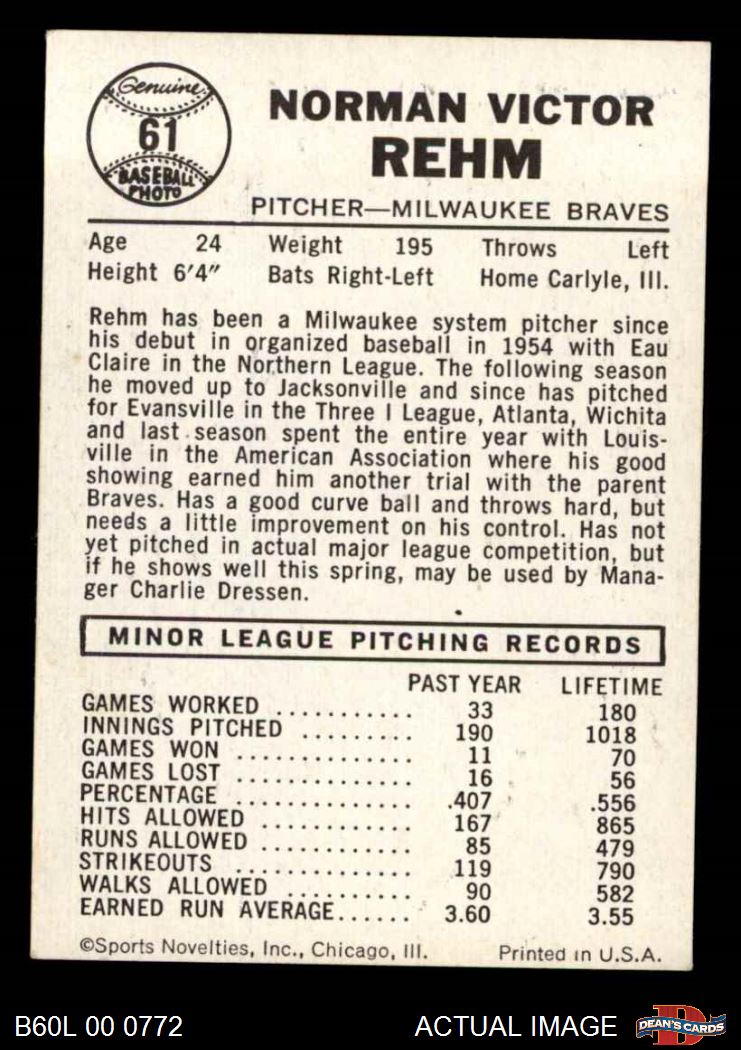 Genuine
61
BASEBALL
PHOTO
NORMAN VICTOR
REHM
PITCHER—MILWAUKEE BRAVES
Age 24 Weight 195 Throws Left
Height 6'4" Bats Right-Left Home Carlyle, Ill.
Rehm has been a Milwaukee system pitcher since
his debut in organized baseball in 1954 with Eau
Claire in the Northern League. The following season
he moved up to Jacksonville and since has pitched
for Evansville in the Three I League, Atlanta, Wichita
and last season spent the entire year with Louis-
ville in the American Association where his good
showing earned him another trial with the parent
Braves. Has a good curve ball and throws hard, but
needs a little improvement on his control. Has not
yet pitched in actual major league competition, but
if he shows well this spring, may be used by Mana-
ger Charlie Dressen.
MINOR LEAGUE PITCHING RECORDS
PAST YEAR LIFETIME
GAMES WORKED ........... 33 180
INNINGS PITCHED ......... 190 1018
GAMES WON .............. 11 70
GAMES LOST .............. 16 56
PERCENTAGE .............. .407 .556
HITS ALLOWED ............ 167 865
RUNS ALLOWED ............ 85 479
STRIKEOUTS .............. 119 790
WALKS ALLOWED .......... 90 582
EARNED RUN AVERAGE...... 3.60 3.55
©Sports Novelties, Inc., Chicago, Ill. Printed in U.S.A.
B60L 00 0772 ACTUAL IMAGE DEAN'S CARDS